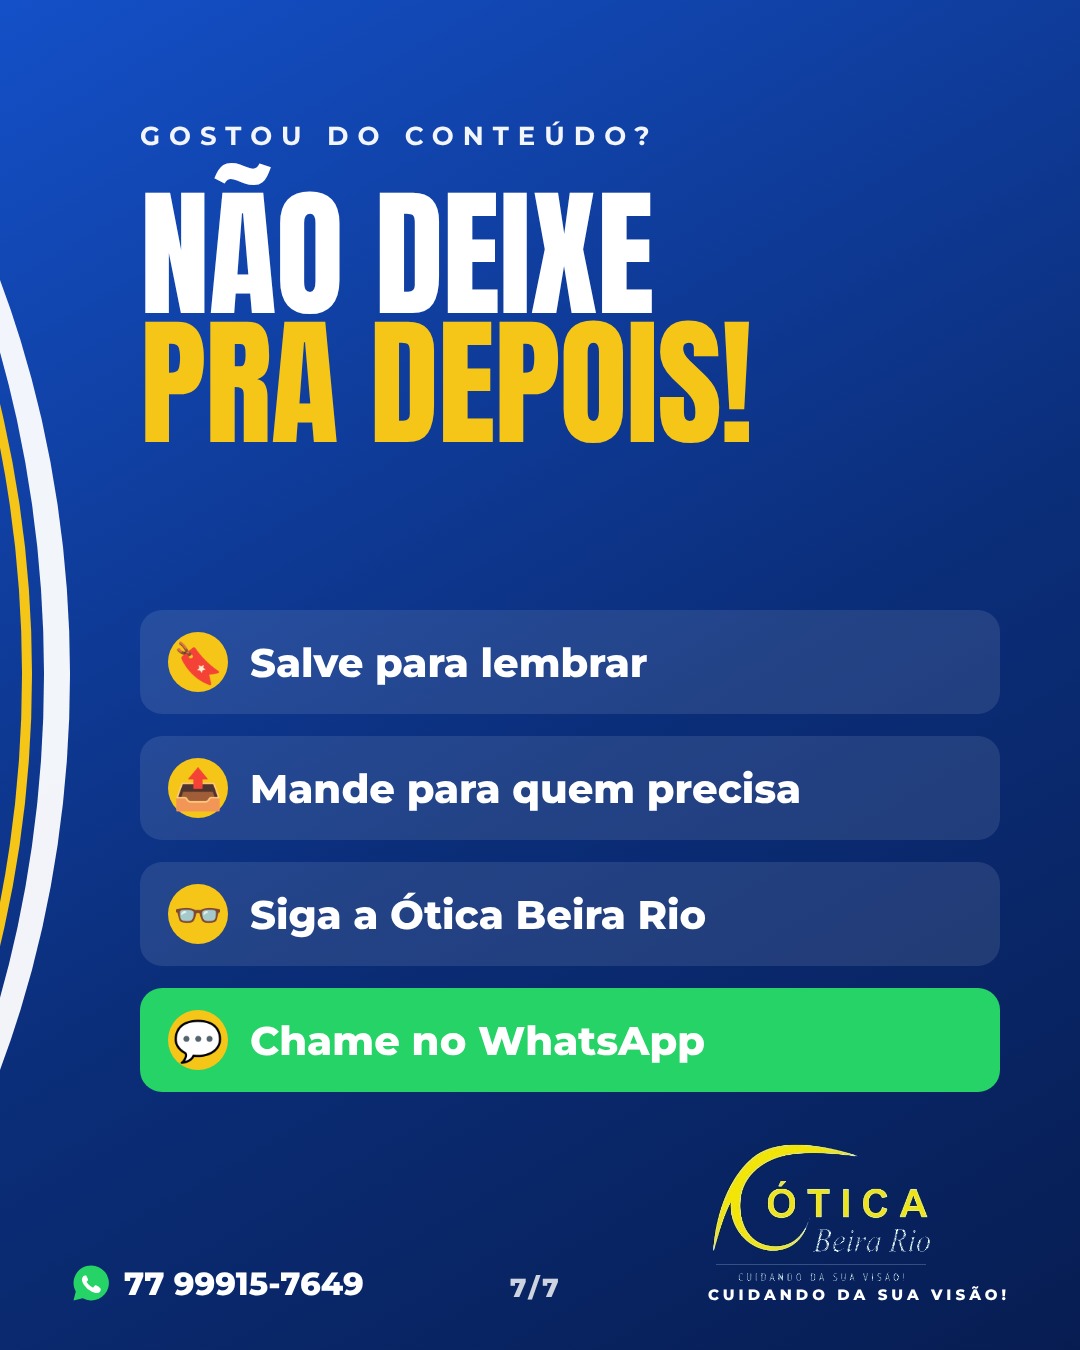 GOSTOU DO CONTEÚDO?
NÃO DEIXE
PRA DEPOIS!
Salve para lembrar
Mande para quem precisa
Siga a Ótica Beira Rio
Chame no WhatsApp
ÓTICA
Beira Rio
CUIDANDO DA SUA VISÃO!
CUIDANDO DA SUA VISÃO!
77 99915-7649
7/7